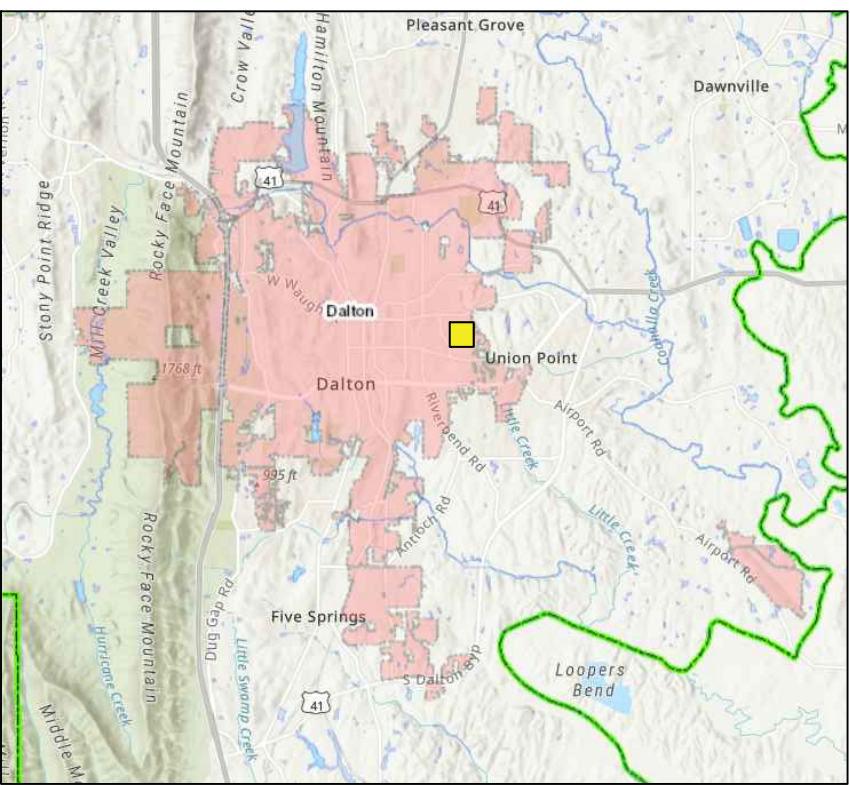 Pleasant Grove
Crow Valle
Hamilton Mountain
Dawnville
Stony Point Ridge
Rocky Face Mountain
Mill Creek Valley
41
41
W Waugh
Dalton
Coahulla Creek
Union Point
1768 ft
Dalton
Riverbend Rd
Airport Rd
ittle Creek
995 ft
Antioch Rd
Little Creek
Airport Rd
Rocky Face Mountain
Dug Gap Rd
Five Springs
Hurricane Creek
Little Swamp Creek
S Dalton Byp
Loopers
Bend
41
Middle M